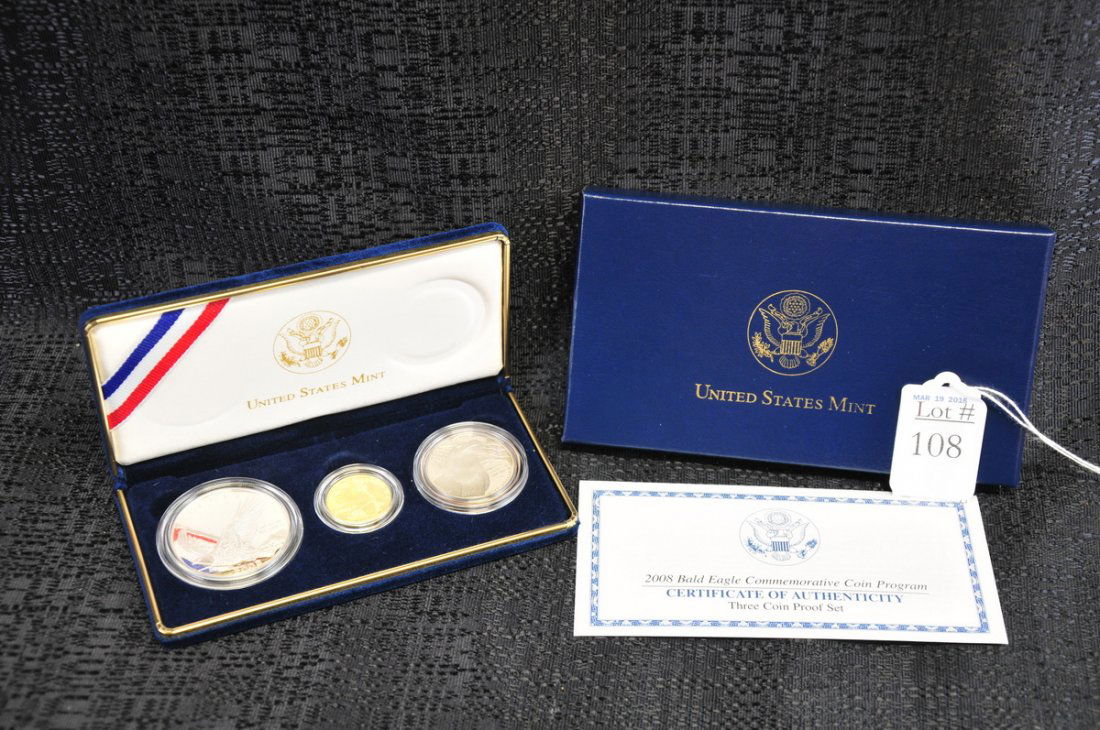 UNITED STATES MINT
UNITED STATES MINT
MAR 19 2018
Lot #
108
2008 Bald Eagle Commemorative Coin Program
CERTIFICATE OF AUTHENTICITY
Three Coin Proof Set